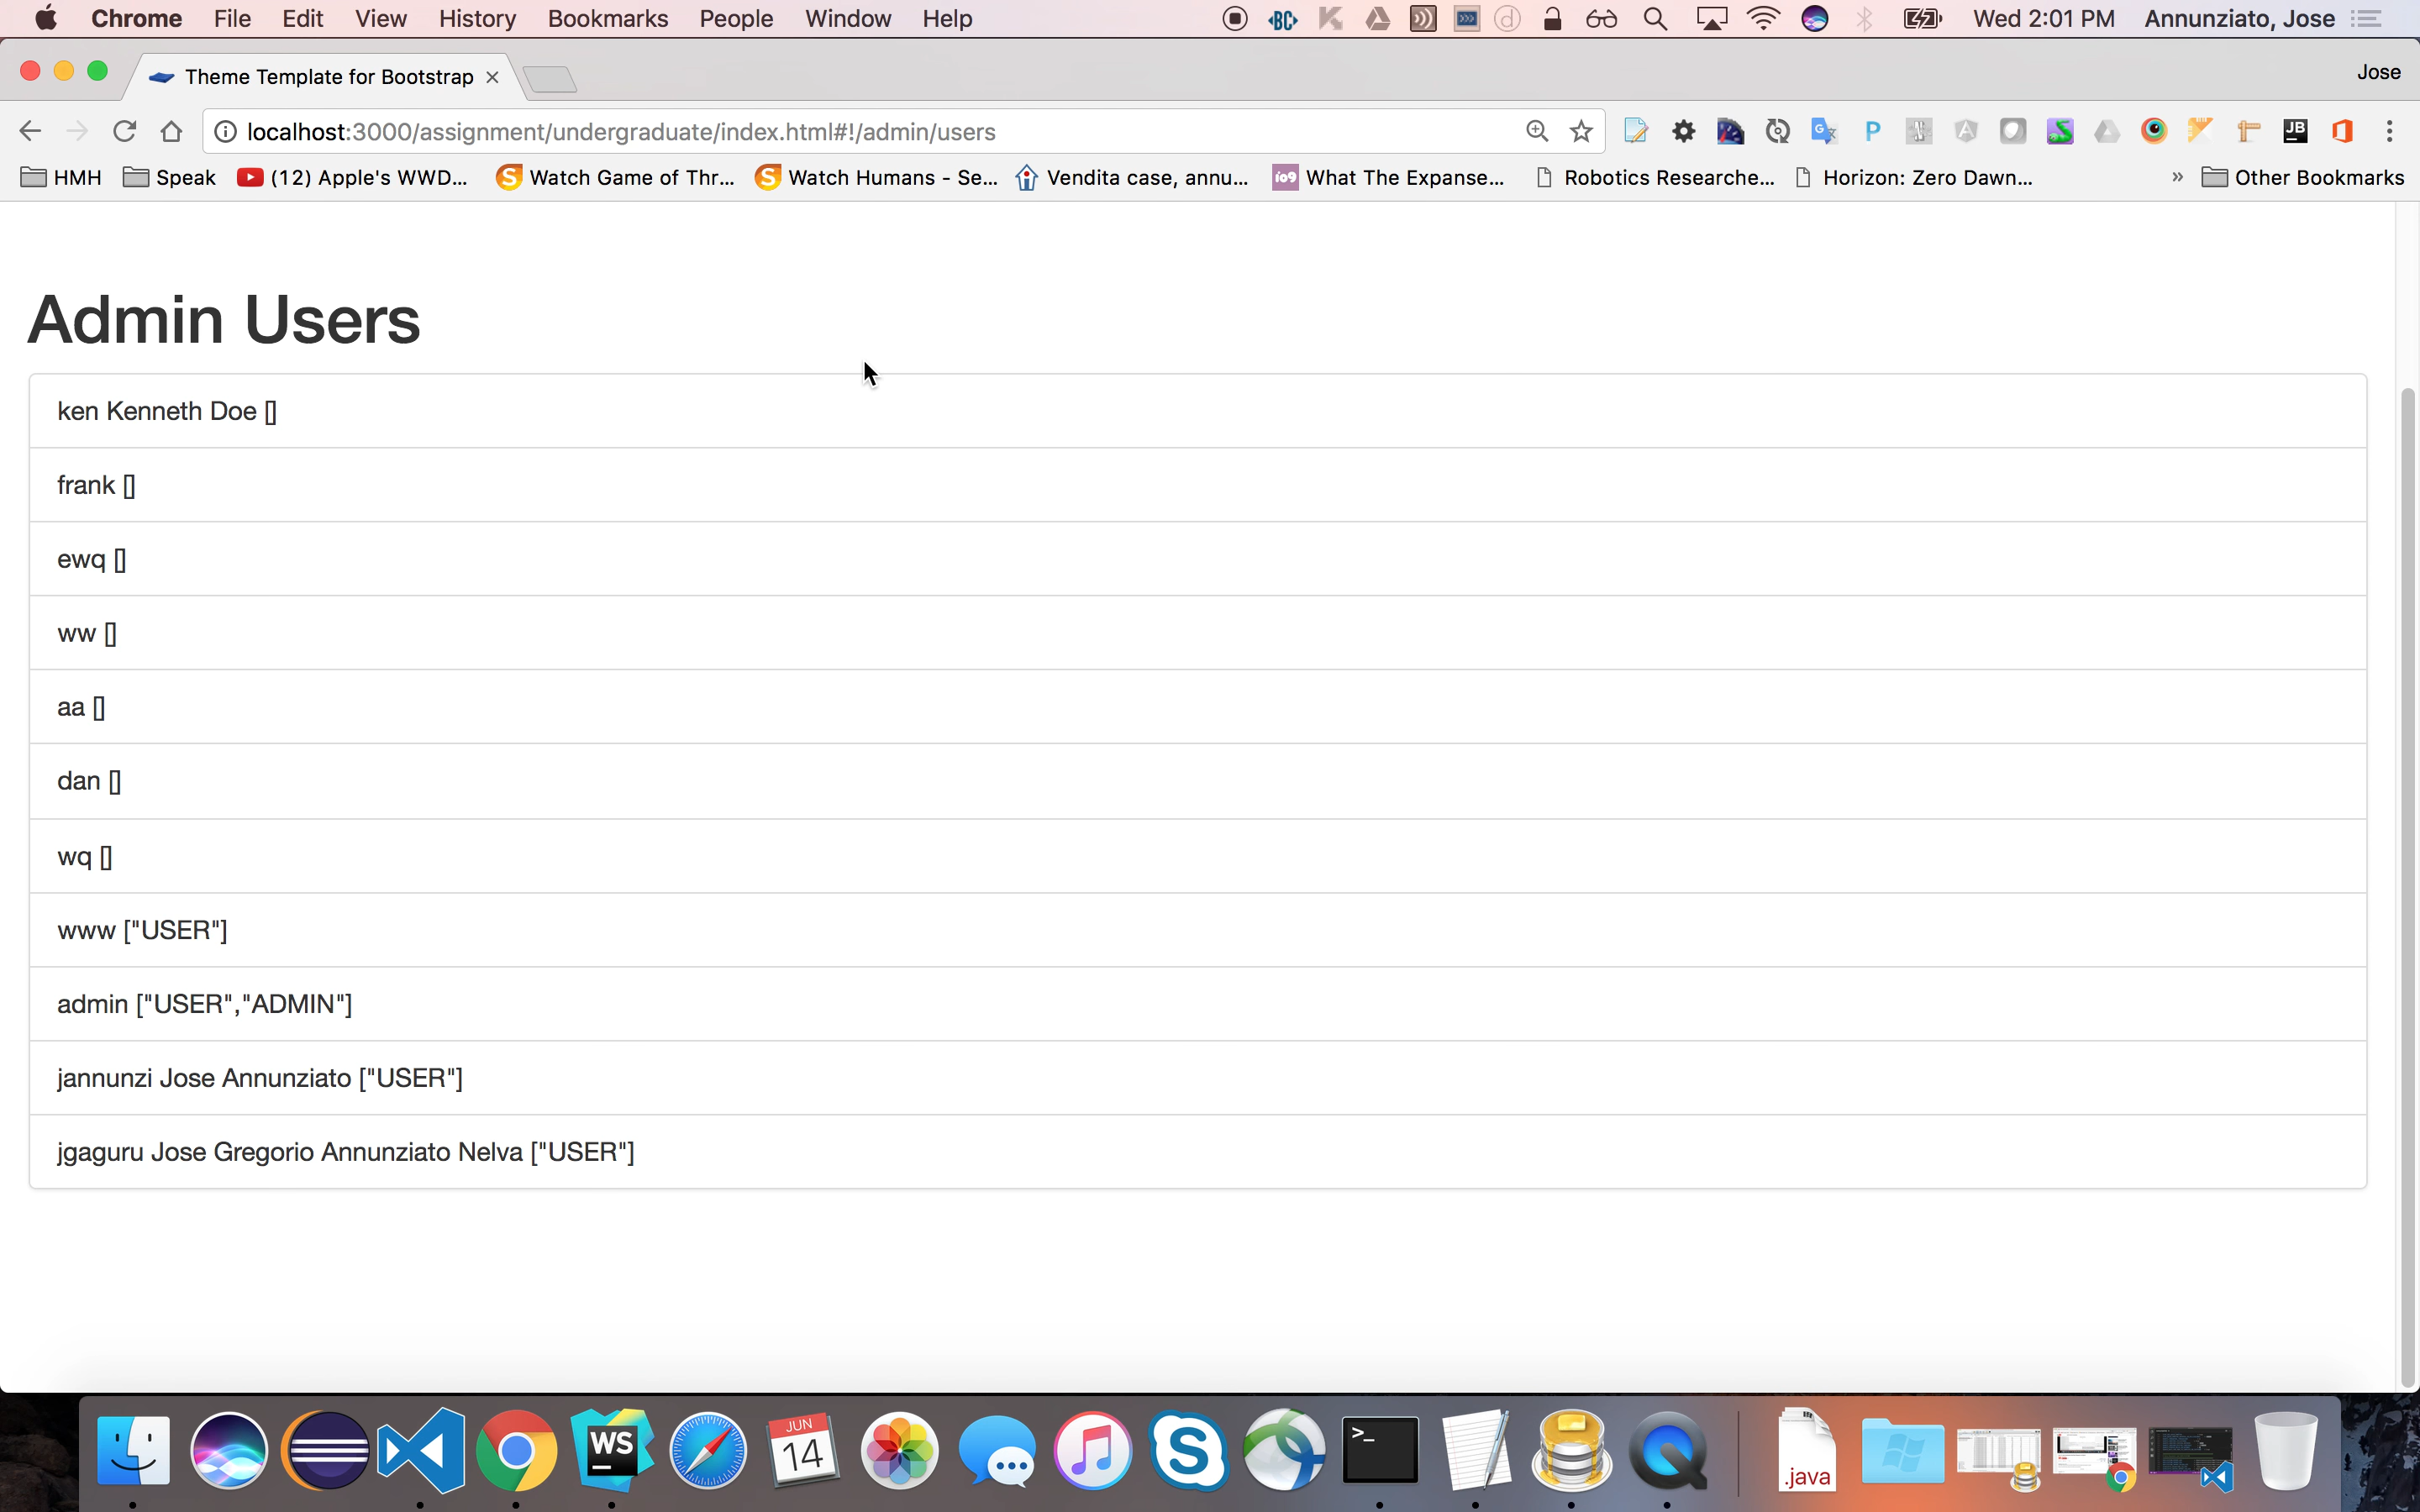 Chrome File Edit View History Bookmarks People Window Help BC Wed 2:01 PM Annunziato, Jose
Theme Template for Bootstrap Jose
localhost:3000/assignment/undergraduate/index.html#!/admin/users
HMH Speak (12) Apple's WWD... Watch Game of Thr... Watch Humans - Se... Vendita case, annu... What The Expanse... Robotics Researche... Horizon: Zero Dawn... » Other Bookmarks
Admin Users
ken Kenneth Doe []
frank []
ewq []
ww []
aa []
dan []
wq []
www ["USER"]
admin ["USER","ADMIN"]
jannunzi Jose Annunziato ["USER"]
jgaguru Jose Gregorio Annunziato Nelva ["USER"]
WS JUN 14 >_ .java